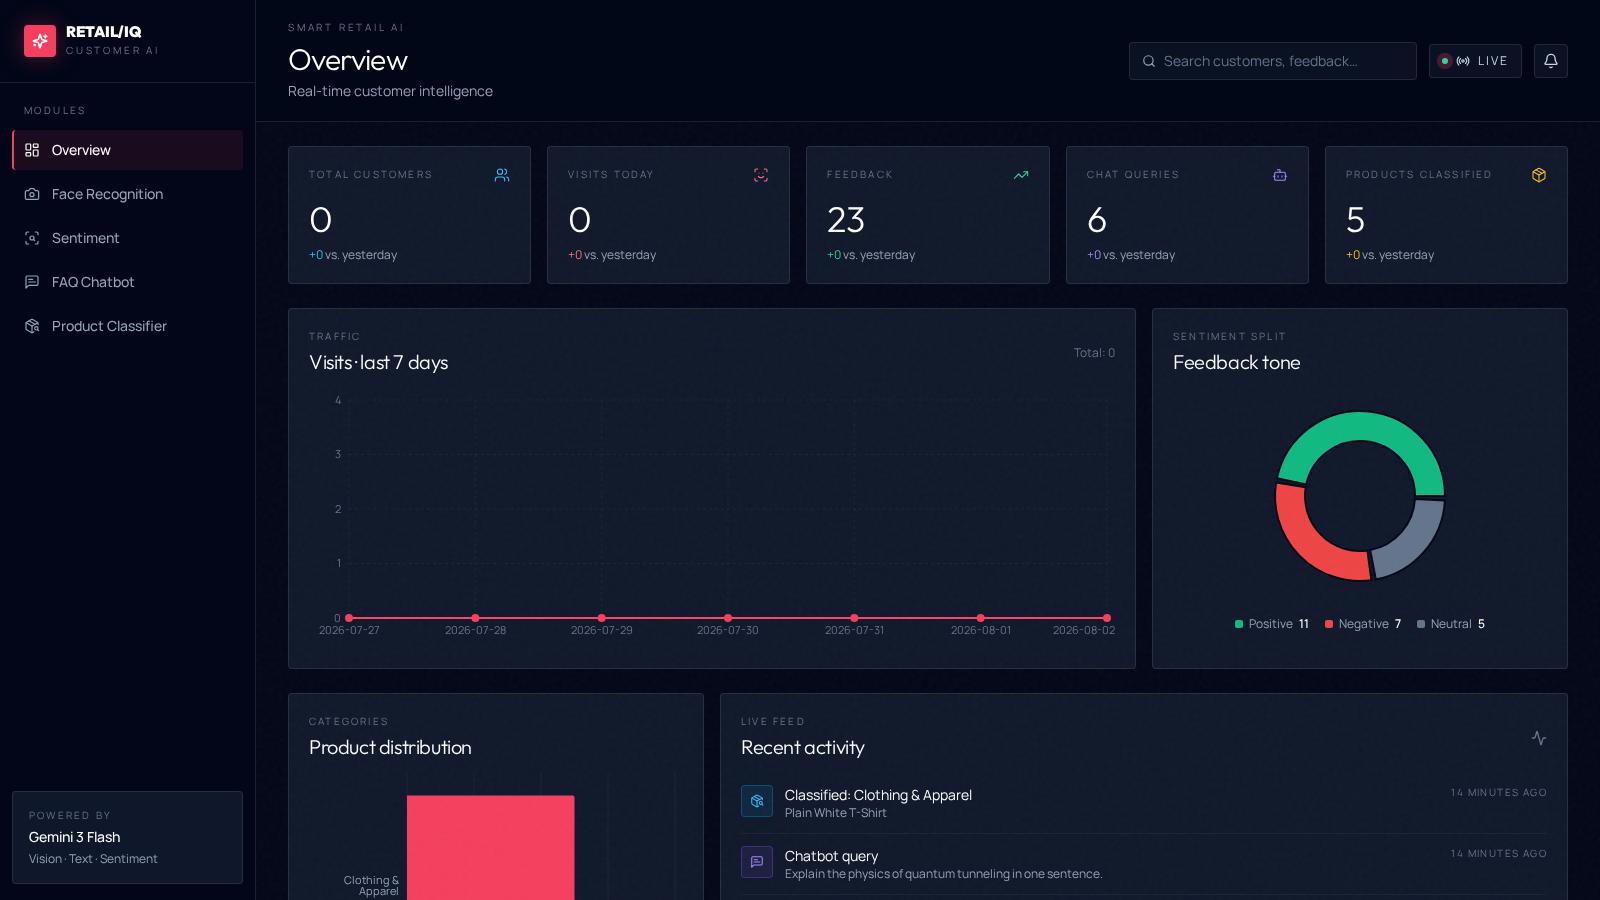 RETAIL/IQ
CUSTOMER AI
MODULES
Overview
Face Recognition
Sentiment
FAQ Chatbot
Product Classifier
POWERED BY
Gemini 3 Flash
Vision · Text · Sentiment
SMART RETAIL AI
Overview
Real-time customer intelligence
Search customers, feedback...
LIVE
TOTAL CUSTOMERS
0
+0 vs. yesterday
VISITS TODAY
0
+0 vs. yesterday
FEEDBACK
23
+0 vs. yesterday
CHAT QUERIES
6
+0 vs. yesterday
PRODUCTS CLASSIFIED
5
+0 vs. yesterday
TRAFFIC
Visits · last 7 days
Total: 0
4
3
2
1
0
2026-07-27 2026-07-28 2026-07-29 2026-07-30 2026-07-31 2026-08-01 2026-08-02
SENTIMENT SPLIT
Feedback tone
Positive 11 Negative 7 Neutral 5
CATEGORIES
Product distribution
Clothing &
Apparel
LIVE FEED
Recent activity
Classified: Clothing & Apparel
Plain White T-Shirt
14 MINUTES AGO
Chatbot query
Explain the physics of quantum tunneling in one sentence.
14 MINUTES AGO